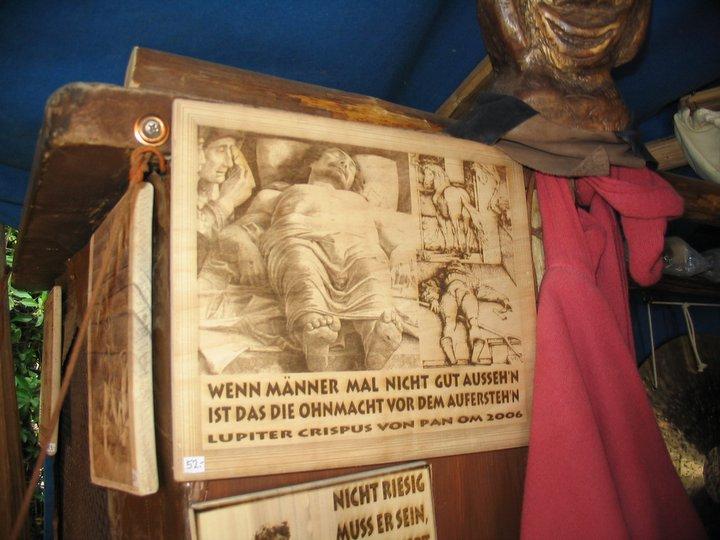 WENN MÄNNER MAL NICHT GUT AUSSEH'N
IST DAS DIE OHNMACHT VOR DEM AUFERSTEH'N
LUPITER CRISPUS VON PAN OM 2006
52.-
NICHT RIESIG
MUSS ER SEIN,